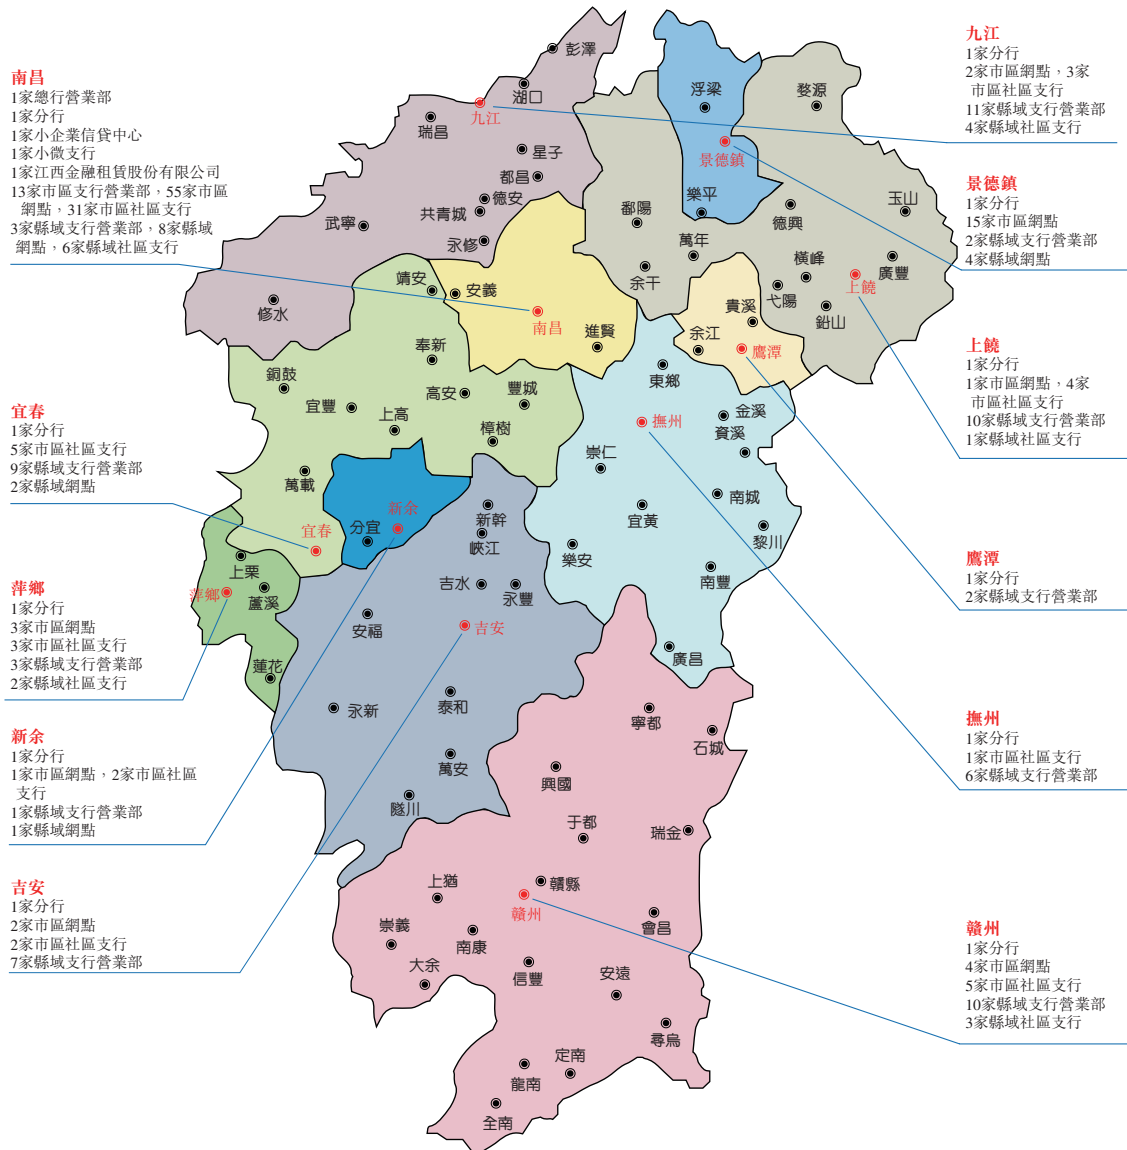 南昌
1家總行營業部
1家分行
1家小企業信貸中心
1家小微支行
1家江西金融租賃股份有限公司
13家市區支行營業部，55家市區
網點，31家市區社區支行
3家縣域支行營業部，8家縣域
網點，6家縣域社區支行
宜春
1家分行
5家市區社區支行
9家縣域支行營業部
2家縣域網點
萍鄉
1家分行
3家市區網點
3家市區社區支行
3家縣域支行營業部
2家縣域社區支行
新余
1家分行
1家市區網點，2家市區社區
支行
1家縣域支行營業部
1家縣域網點
吉安
1家分行
2家市區網點
2家市區社區支行
7家縣域支行營業部
九江
1家分行
2家市區網點，3家
市區社區支行
11家縣域支行營業部
4家縣域社區支行
景德鎮
1家分行
15家市區網點
2家縣域支行營業部
4家縣域網點
上饒
1家分行
1家市區網點，4家
市區社區支行
10家縣域支行營業部
1家縣域社區支行
鷹潭
1家分行
2家縣域支行營業部
撫州
1家分行
1家市區社區支行
6家縣域支行營業部
贛州
1家分行
4家市區網點
5家市區社區支行
10家縣域支行營業部
3家縣域社區支行
彭澤
湖口
九江
瑞昌
星子
都昌
德安
共青城
武寧
永修
修水
浮梁
景德鎮
樂平
婺源
鄱陽
德興
玉山
萬年
余干
橫峰
弋陽
上饒
廣豐
鉛山
貴溪
余江
鷹潭
靖安
安義
南昌
進賢
奉新
銅鼓
宜豐
高安
豐城
上高
樟樹
萬載
宜春
新余
分宜
上栗
萍鄉
蘆溪
蓮花
東鄉
撫州
金溪
資溪
崇仁
南城
宜黃
黎川
樂安
南豐
廣昌
新幹
峽江
吉水
永豐
安福
吉安
永新
泰和
萬安
隧川
寧都
石城
興國
于都
瑞金
上猶
贛縣
贛州
會昌
崇義
南康
大余
信豐
安遠
尋烏
定南
龍南
全南